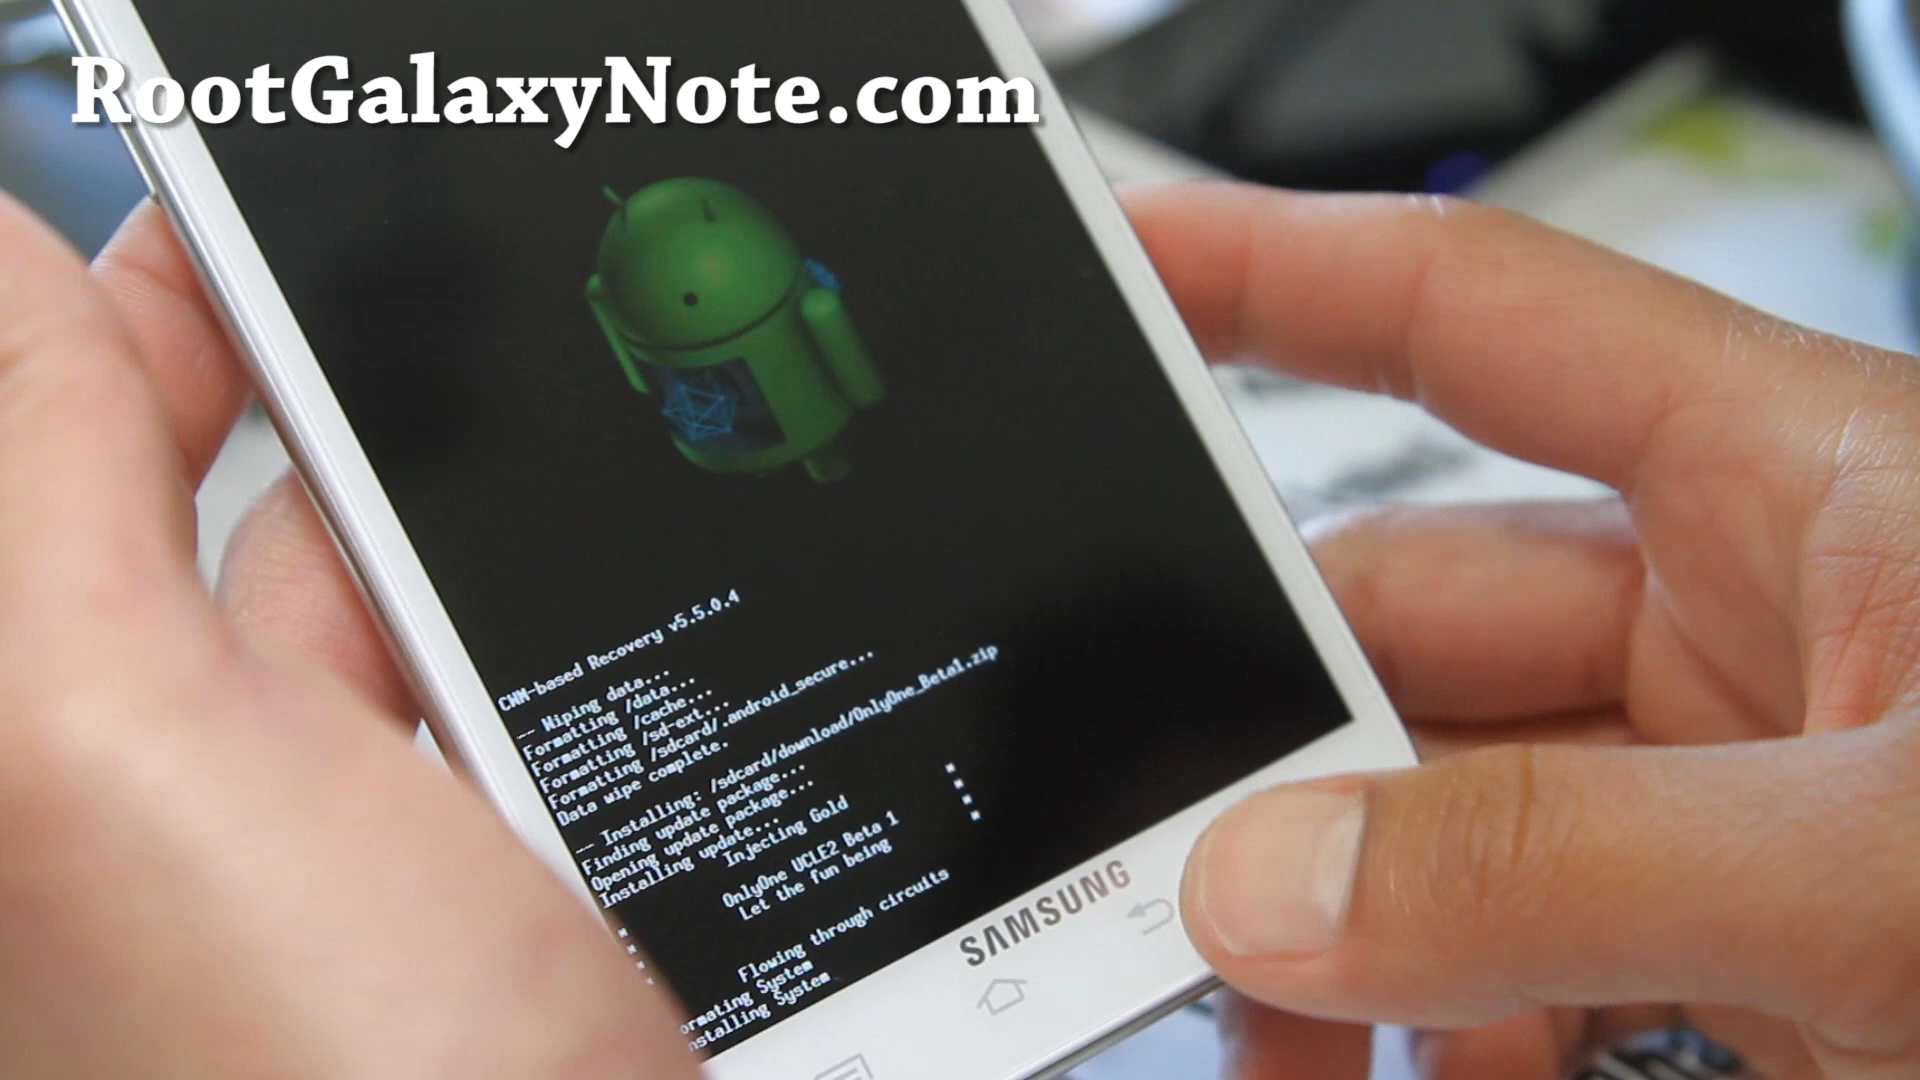 RootGalaxyNote.com
CWM-based Recovery v5.5.0.4
-- Wiping data...
Formatting /data...
Formatting /cache...
Formatting /sd-ext...
Formatting /sdcard/.android_secure...
Data wipe complete.
-- Installing: /sdcard/download/OnlyOne_Beta1.zip
Finding update package...
Opening update package...
Installing update...
Injecting Gold
OnlyOne UCLE2 Beta 1
Let the fun being
Flowing through circuits
ormating System
nstalling System
SAMSUNG